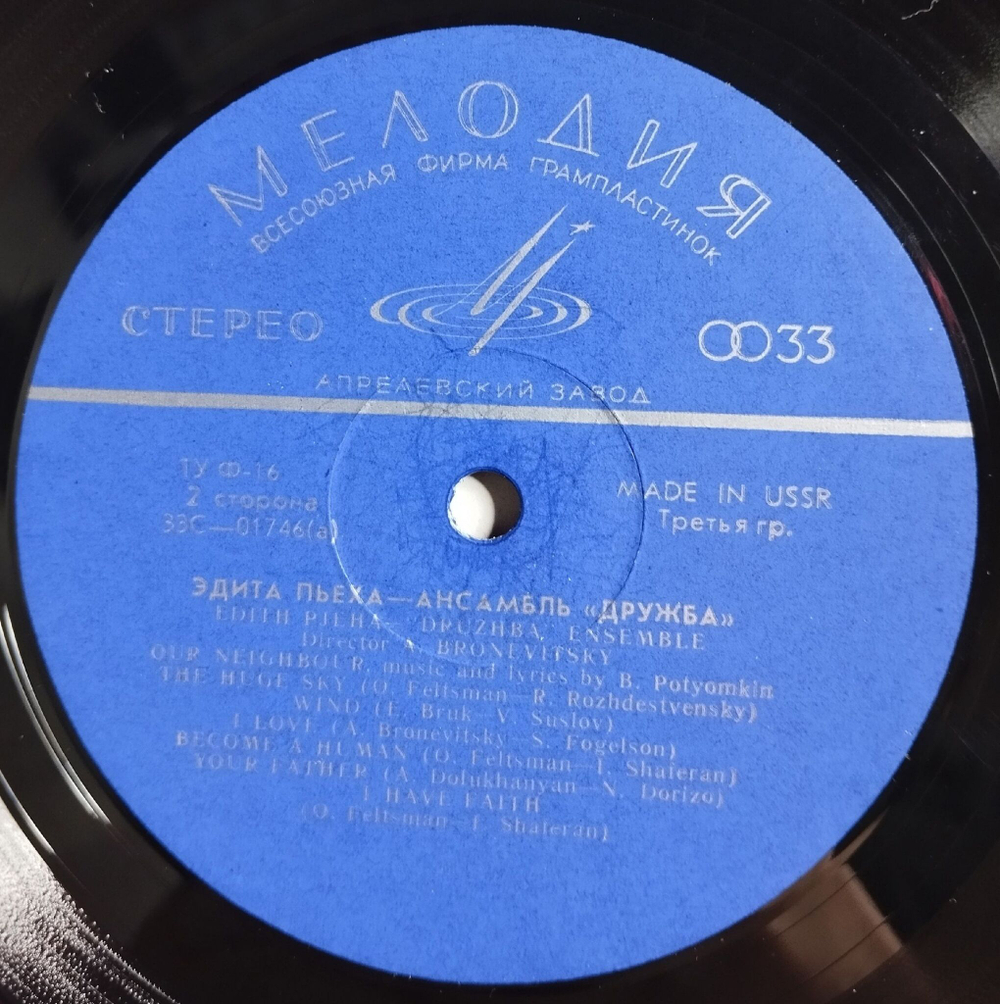 МЕЛОДИЯ
ВСЕСОЮЗНАЯ ФИРМА ГРАМПЛАСТИНОК
СТЕРЕО
33
АПРЕЛЕВСКИЙ ЗАВОД
ТУ Ф-16
2 сторона
33С—01746(а)
MADE IN USSR
Третья гр.
ЭДИТА ПЬЕХА—АНСАМБЛЬ «ДРУЖБА»
EDITH PIEHA—"DRUZHBA" ENSEMBLE
Director A. BRONEVITSKY
OUR NEIGHBOUR, music and lyrics by B. Potyomkin
THE HUGE SKY (O. Feltsman—R. Rozhdestvensky)
WIND (E. Bruk—V. Suslov)
I LOVE (A. Bronevitsky—S. Fogelson)
BECOME A HUMAN (O. Feltsman—I. Shaferan)
YOUR FATHER (A. Dolukhanyan—N. Dorizo)
I HAVE FAITH
(O. Feltsman—I. Shaferan)